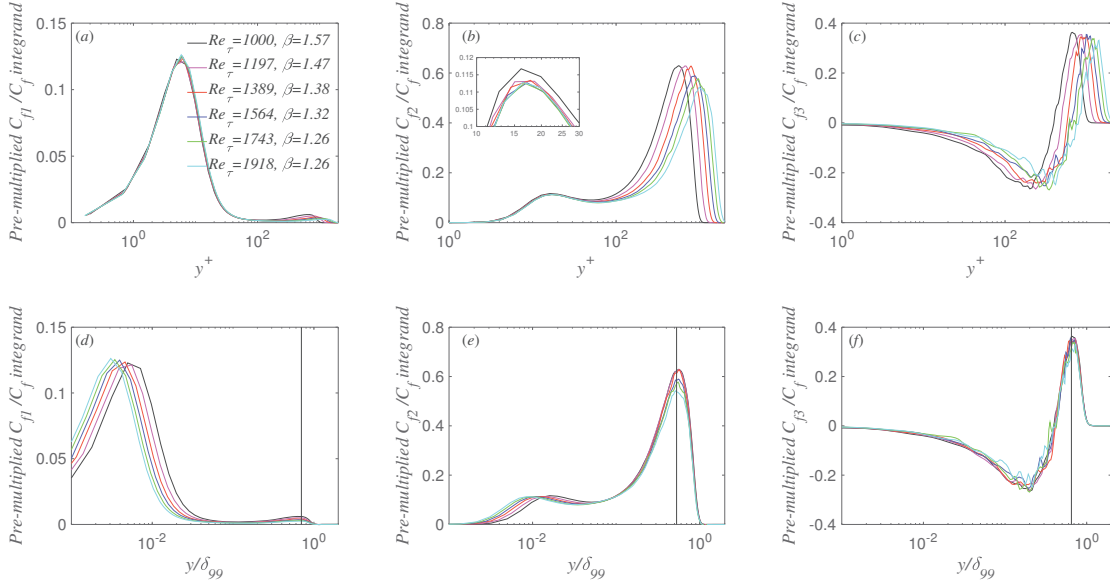 (a)
Re_τ=1000, β=1.57
Re_τ=1197, β=1.47
Re_τ=1389, β=1.38
Re_τ=1564, β=1.32
Re_τ=1743, β=1.26
Re_τ=1918, β=1.26
0.15
0.1
0.05
0
10^0
10^2
y^+
Pre-multiplied C_f1 /C_f integrand
(b)
0.8
0.6
0.4
0.2
0
0.12
0.115
0.11
0.105
0.1
10
15
20
25
30
10^0
10^2
y^+
Pre-multiplied C_f2 /C_f integrand
(c)
0.4
0.2
0
-0.2
-0.4
10^0
10^2
y^+
Pre-multiplied C_f3 /C_f integrand
(d)
0.15
0.1
0.05
0
10^-2
10^0
y/δ_99
Pre-multiplied C_f1 /C_f integrand
(e)
0.8
0.6
0.4
0.2
0
10^-2
10^0
y/δ_99
Pre-multiplied C_f2 /C_f integrand
(f)
0.4
0.2
0
-0.2
-0.4
10^-2
10^0
y/δ_99
Pre-multiplied C_f3 /C_f integrand